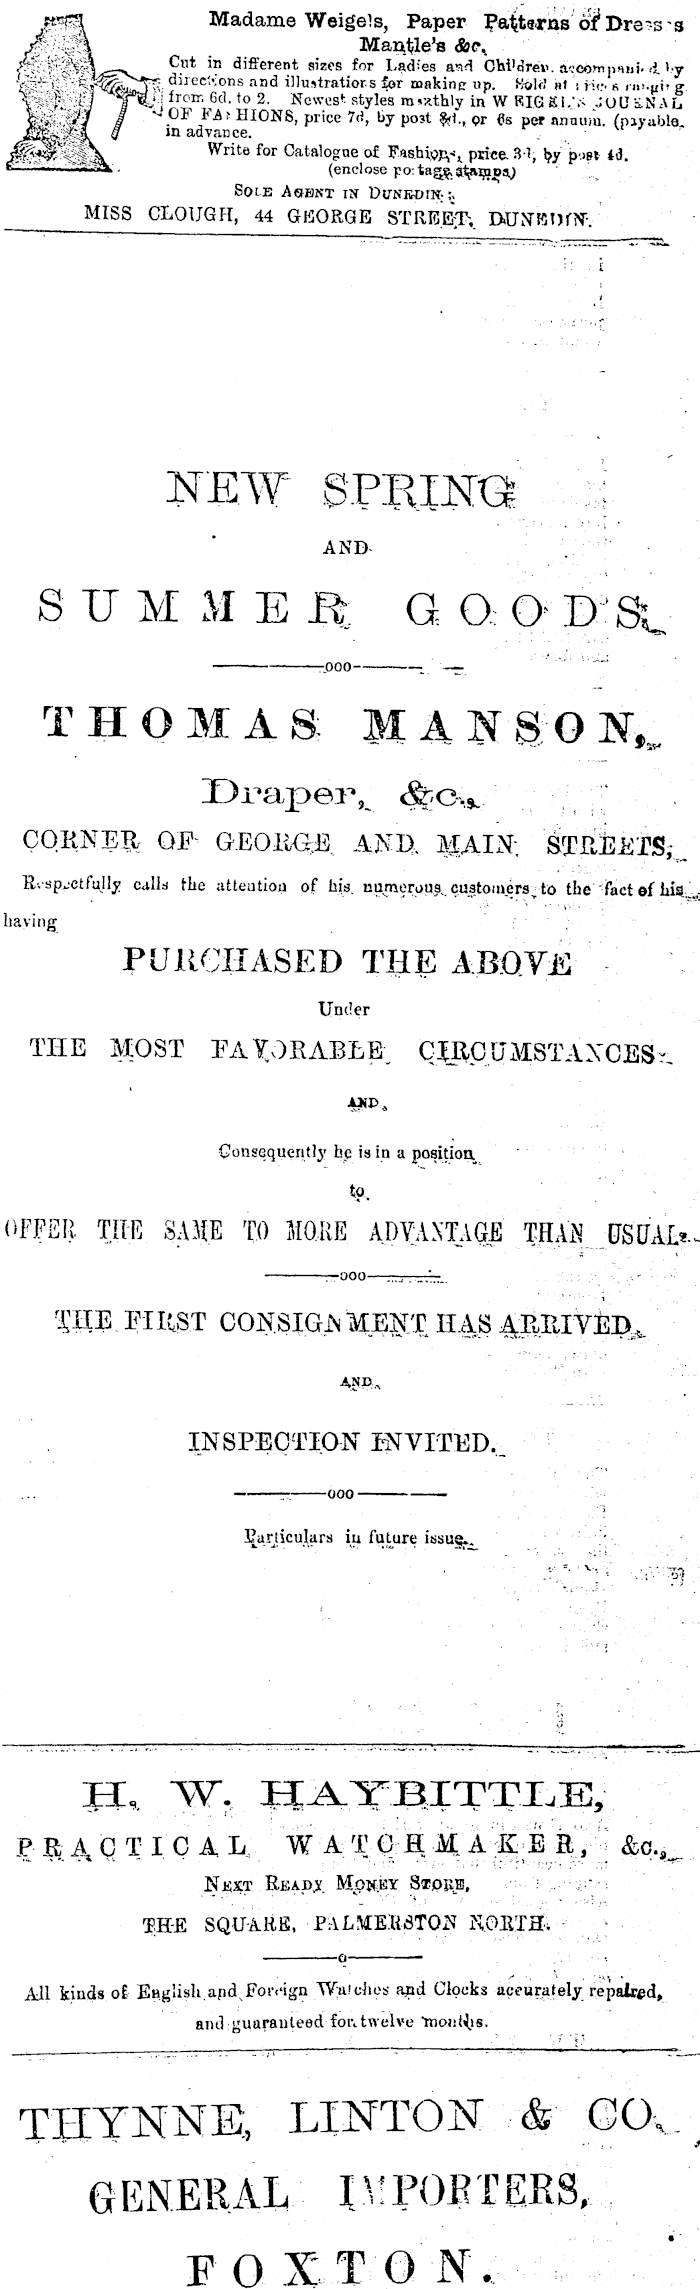 Madame Weigels, Paper Patterns of Dresses
Mantle's &c.
Cut in different sizes for Ladies and Children accompanied by
directions and illustrations for making up. Sold at prices ranging
from 6d. to 2. Newest styles monthly in WEIGEL'S JOURNAL
OF FASHIONS, price 7d, by post 8d., or 6s per annum. (payable
in advance.
Write for Catalogue of Fashions, price 3d, by post 4d.
(enclose postage stamps)
SOLE AGENT IN DUNEDIN:
MISS CLOUGH, 44 GEORGE STREET, DUNEDIN.
NEW SPRING
AND
SUMMER GOODS.
——ooo——
THOMAS MANSON,
Draper, &c.,
CORNER OF GEORGE AND MAIN STREETS,
Respectfully calls the attention of his numerous customers to the fact of his
having
PURCHASED THE ABOVE
Under
THE MOST FAVORABLE CIRCUMSTANCES
AND
Consequently he is in a position
to
OFFER THE SAME TO MORE ADVANTAGE THAN USUAL.
——ooo——
THE FIRST CONSIGNMENT HAS ARRIVED
AND
INSPECTION INVITED.
——ooo——
Particulars in future issue.
H. W. HAYBITTLE,
PRACTICAL WATCHMAKER, &c.,
NEXT READY MONEY STORE,
THE SQUARE, PALMERSTON NORTH.
——o——
All kinds of English and Foreign Watches and Clocks accurately repaired,
and guaranteed for twelve months.
THYNNE, LINTON & CO.
GENERAL IMPORTERS,
FOXTON.